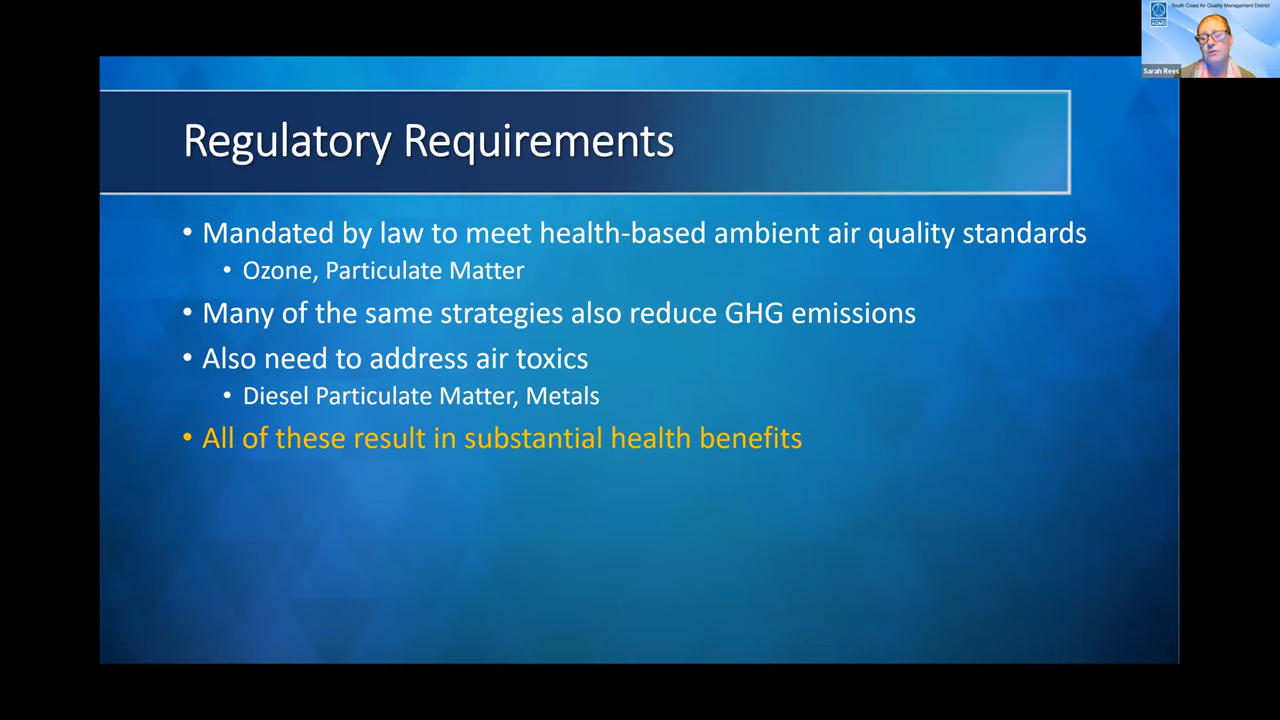 South Coast Air Quality Management District
Sarah Rees
Regulatory Requirements
• Mandated by law to meet health-based ambient air quality standards
• Ozone, Particulate Matter
• Many of the same strategies also reduce GHG emissions
• Also need to address air toxics
• Diesel Particulate Matter, Metals
• All of these result in substantial health benefits